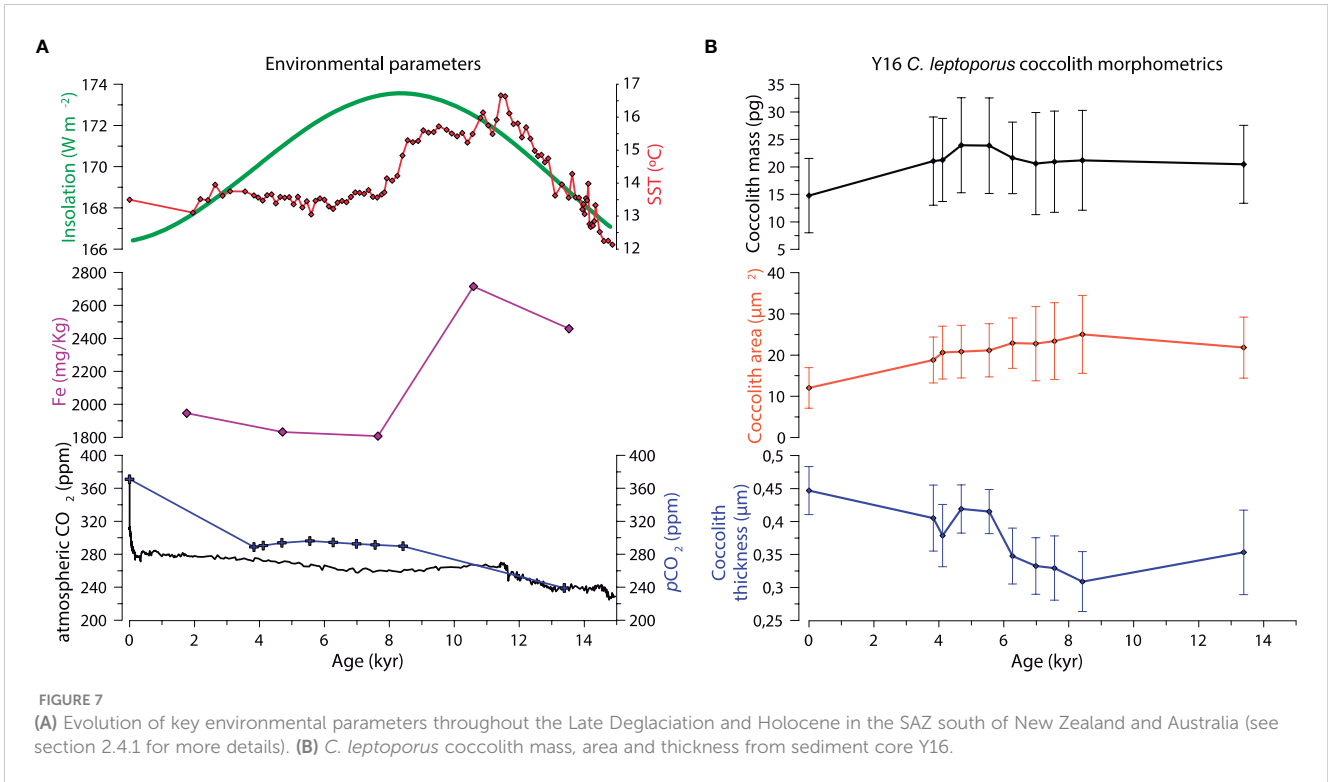 A
Environmental parameters
Insolation (W m -2)
174
172
170
168
166
17
16
15
14
13
12
SST (ºC)
Fe (mg/Kg)
2800
2600
2400
2200
2000
1800
atmospheric CO 2 (ppm)
400
360
320
280
240
200
400
360
320
280
240
200
pCO 2 (ppm)
0 2 4 6 8 10 12 14
Age (kyr)
B
Y16 C. leptoporus coccolith morphometrics
Coccolith mass (pg)
35
30
25
20
15
10
5
Coccolith area (µm 2)
40
30
20
10
0
Coccolith
thickness (µm)
0,5
0,45
0,4
0,35
0,3
0,25
0 2 4 6 8 10 12 14
Age (kyr)
FIGURE 7
(A) Evolution of key environmental parameters throughout the Late Deglaciation and Holocene in the SAZ south of New Zealand and Australia (see
section 2.4.1 for more details). (B) C. leptoporus coccolith mass, area and thickness from sediment core Y16.